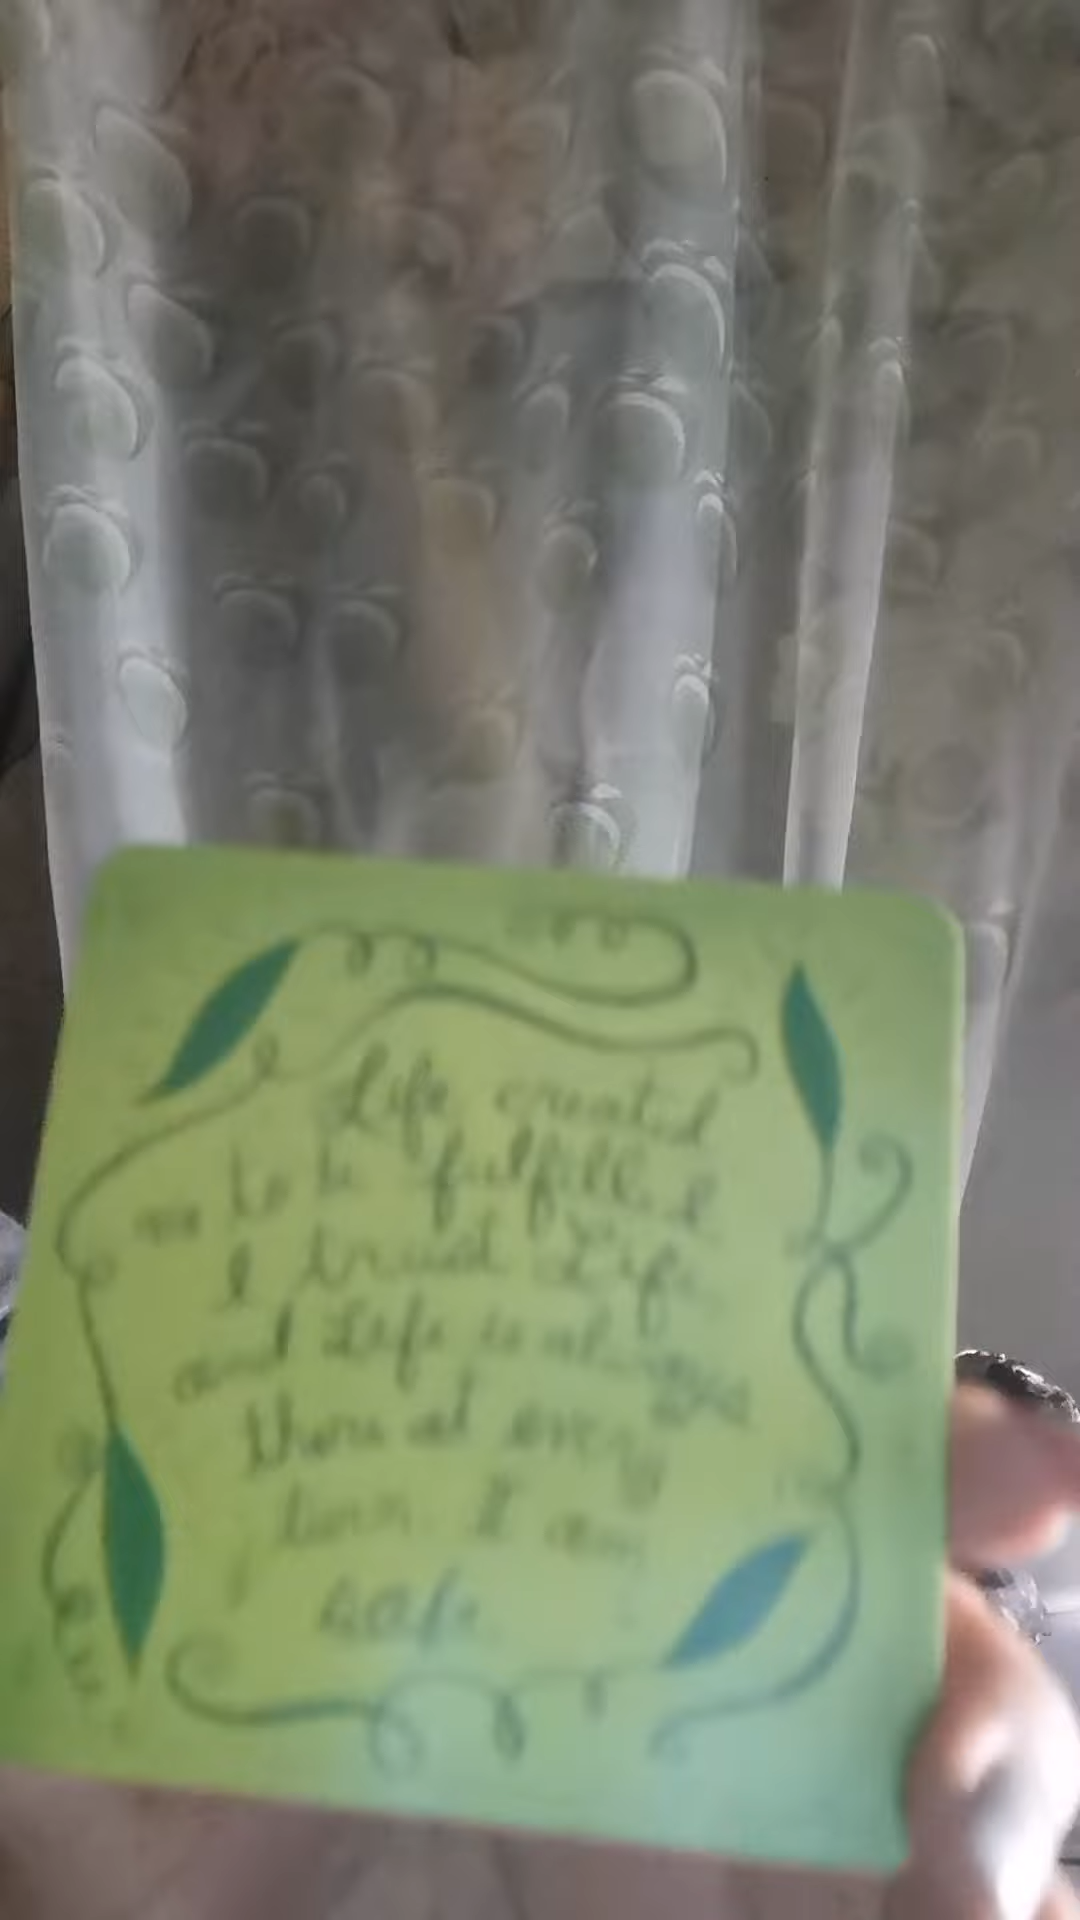 Life created
me to be fulfilled
I trust Life
and Life is always
there at every
turn. I am
safe.